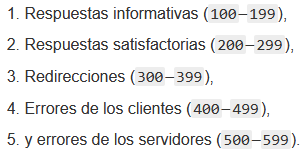 1. Respuestas informativas (100–199),
2. Respuestas satisfactorias (200–299),
3. Redirecciones (300–399),
4. Errores de los clientes (400–499),
5. y errores de los servidores (500–599).